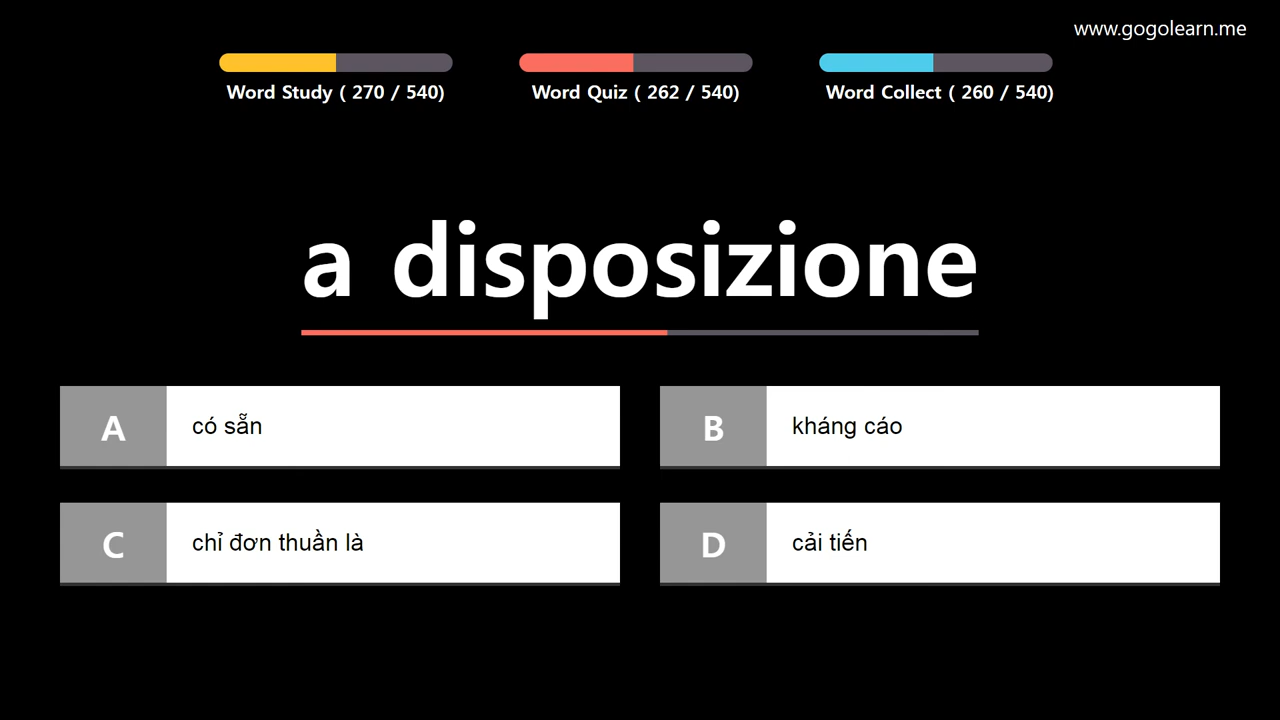 www.gogolearn.me
Word Study ( 270 / 540)
Word Quiz ( 262 / 540)
Word Collect ( 260 / 540)
a disposizione
A có sẵn
B kháng cáo
C chỉ đơn thuần là
D cải tiến